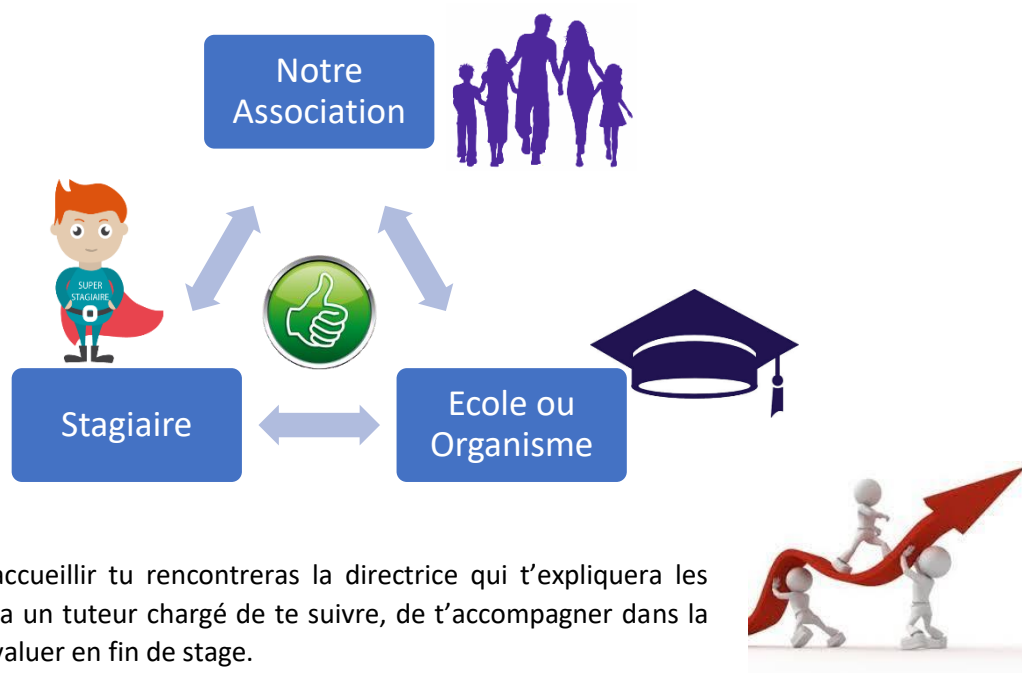 Notre
Association
SUPER
STAGIAIRE
Stagiaire
Ecole ou
Organisme
accueillir tu rencontreras la directrice qui t’expliquera les
a un tuteur chargé de te suivre, de t’accompagner dans la
valuer en fin de stage.